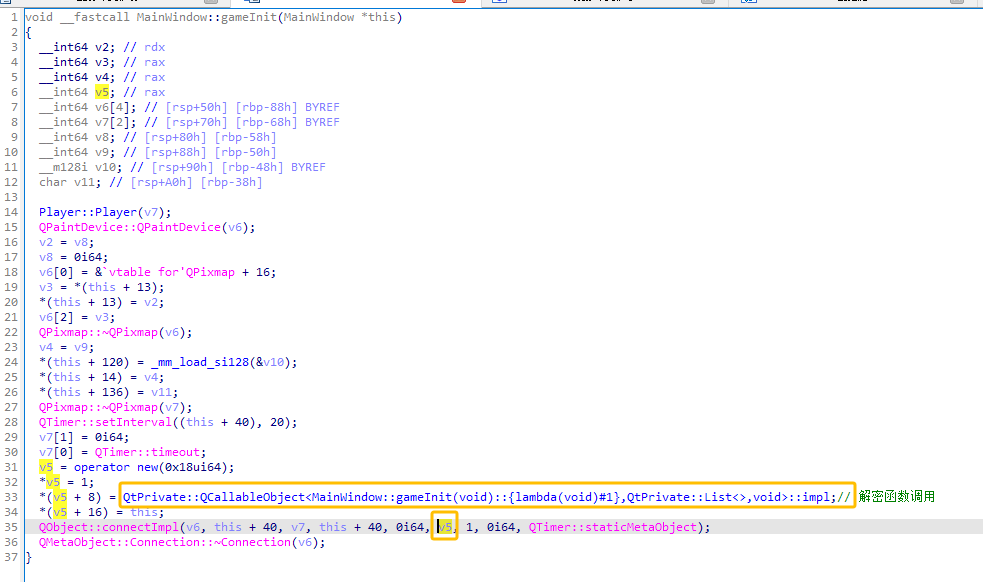 1 void __fastcall MainWindow::gameInit(MainWindow *this)
2 {
3 __int64 v2; // rdx
4 __int64 v3; // rax
5 __int64 v4; // rax
6 __int64 v5; // rax
7 __int64 v6[4]; // [rsp+50h] [rbp-88h] BYREF
8 __int64 v7[2]; // [rsp+70h] [rbp-68h] BYREF
9 __int64 v8; // [rsp+80h] [rbp-58h]
10 __int64 v9; // [rsp+88h] [rbp-50h]
11 __m128i v10; // [rsp+90h] [rbp-48h] BYREF
12 char v11; // [rsp+A0h] [rbp-38h]
13
14 Player::Player(v7);
15 QPaintDevice::QPaintDevice(v6);
16 v2 = v8;
17 v8 = 0i64;
18 v6[0] = &`vtable for'QPixmap + 16;
19 v3 = *(this + 13);
20 *(this + 13) = v2;
21 v6[2] = v3;
22 QPixmap::~QPixmap(v6);
23 v4 = v9;
24 *(this + 120) = _mm_load_si128(&v10);
25 *(this + 14) = v4;
26 *(this + 136) = v11;
27 QPixmap::~QPixmap(v7);
28 QTimer::setInterval((this + 40), 20);
29 v7[1] = 0i64;
30 v7[0] = QTimer::timeout;
31 v5 = operator new(0x18ui64);
32 *v5 = 1;
33 *(v5 + 8) = QtPrivate::QCallableObject<MainWindow::gameInit(void)::{lambda(void)#1},QtPrivate::List<>,void>::impl;// 解密函数调用
34 *(v5 + 16) = this;
35 QObject::connectImpl(v6, this + 40, v7, this + 40, 0i64, v5, 1, 0i64, QTimer::staticMetaObject);
36 QMetaObject::Connection::~Connection(v6);
37 }